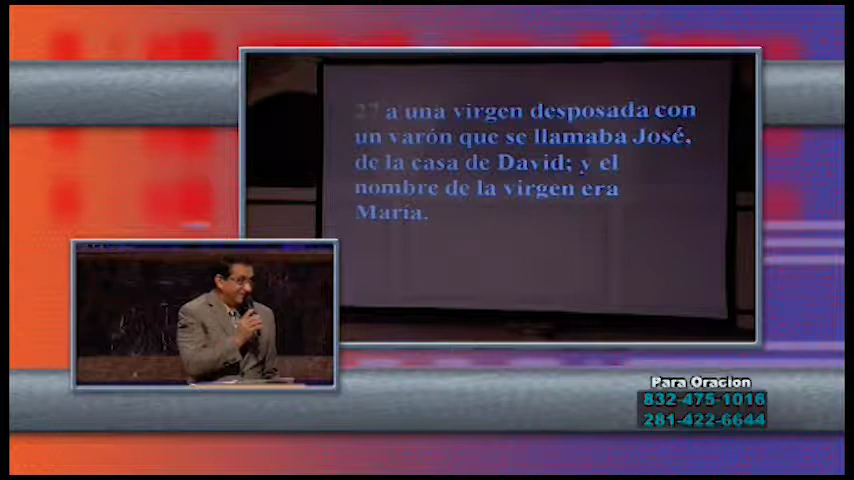 27 a una virgen desposada con
un varón que se llamaba José,
de la casa de David; y el
nombre de la virgen era
María.
Para Oracion
832-475-1016
281-422-6644